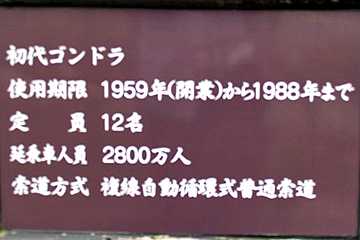 初代ゴンドラ
使用期限 1959年(開業)から1988年まで
定　員 12名
延乗車人員 2800万人
索道方式 複線自動循環式普通索道